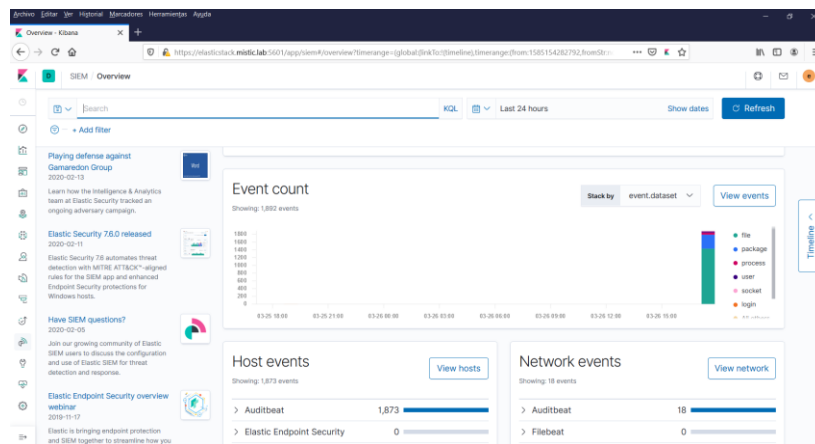 Archivo Editar Ver Historial Marcadores Herramientas Ayuda
Overview - Kibana
https://elasticstack.mistic.lab:5601/app/siem#/overview?timerange=(global:(linkTo:!(timeline),timerange:(from:1585154282792,fromStr:
D
SIEM / Overview
e
Search
KQL
Last 24 hours
Show dates
Refresh
+ Add filter
Playing defense against
Gamaredon Group
2020-02-13
Learn how the Intelligence & Analytics
team at Elastic Security tracked an
ongoing adversary campaign.
Elastic Security 7.6.0 released
2020-02-11
Elastic Security 7.6 automates threat
detection with MITRE ATT&CK™-aligned
rules for the SIEM app and enhanced
Endpoint Security protections for
Windows hosts.
Have SIEM questions?
2020-02-05
Join our growing community of Elastic
SIEM users to discuss the configuration
and use of Elastic SIEM for threat
detection and response.
Elastic Endpoint Security overview
webinar
2019-11-17
Elastic is bringing endpoint protection
and SIEM together to streamline how you
Event count
Showing: 1,892 events
Stack by
event.dataset
View events
1800
1600
1400
1200
1000
800
600
400
200
0
03-25 18:00 03-25 21:00 03-26 00:00 03-26 03:00 03-26 06:00 03-26 09:00 03-26 12:00 03-26 15:00
file
package
process
user
socket
login
Timeline
Host events
Showing: 1,873 events
View hosts
Auditbeat 1,873
Elastic Endpoint Security 0
Network events
Showing: 18 events
View network
Auditbeat 18
Filebeat 0